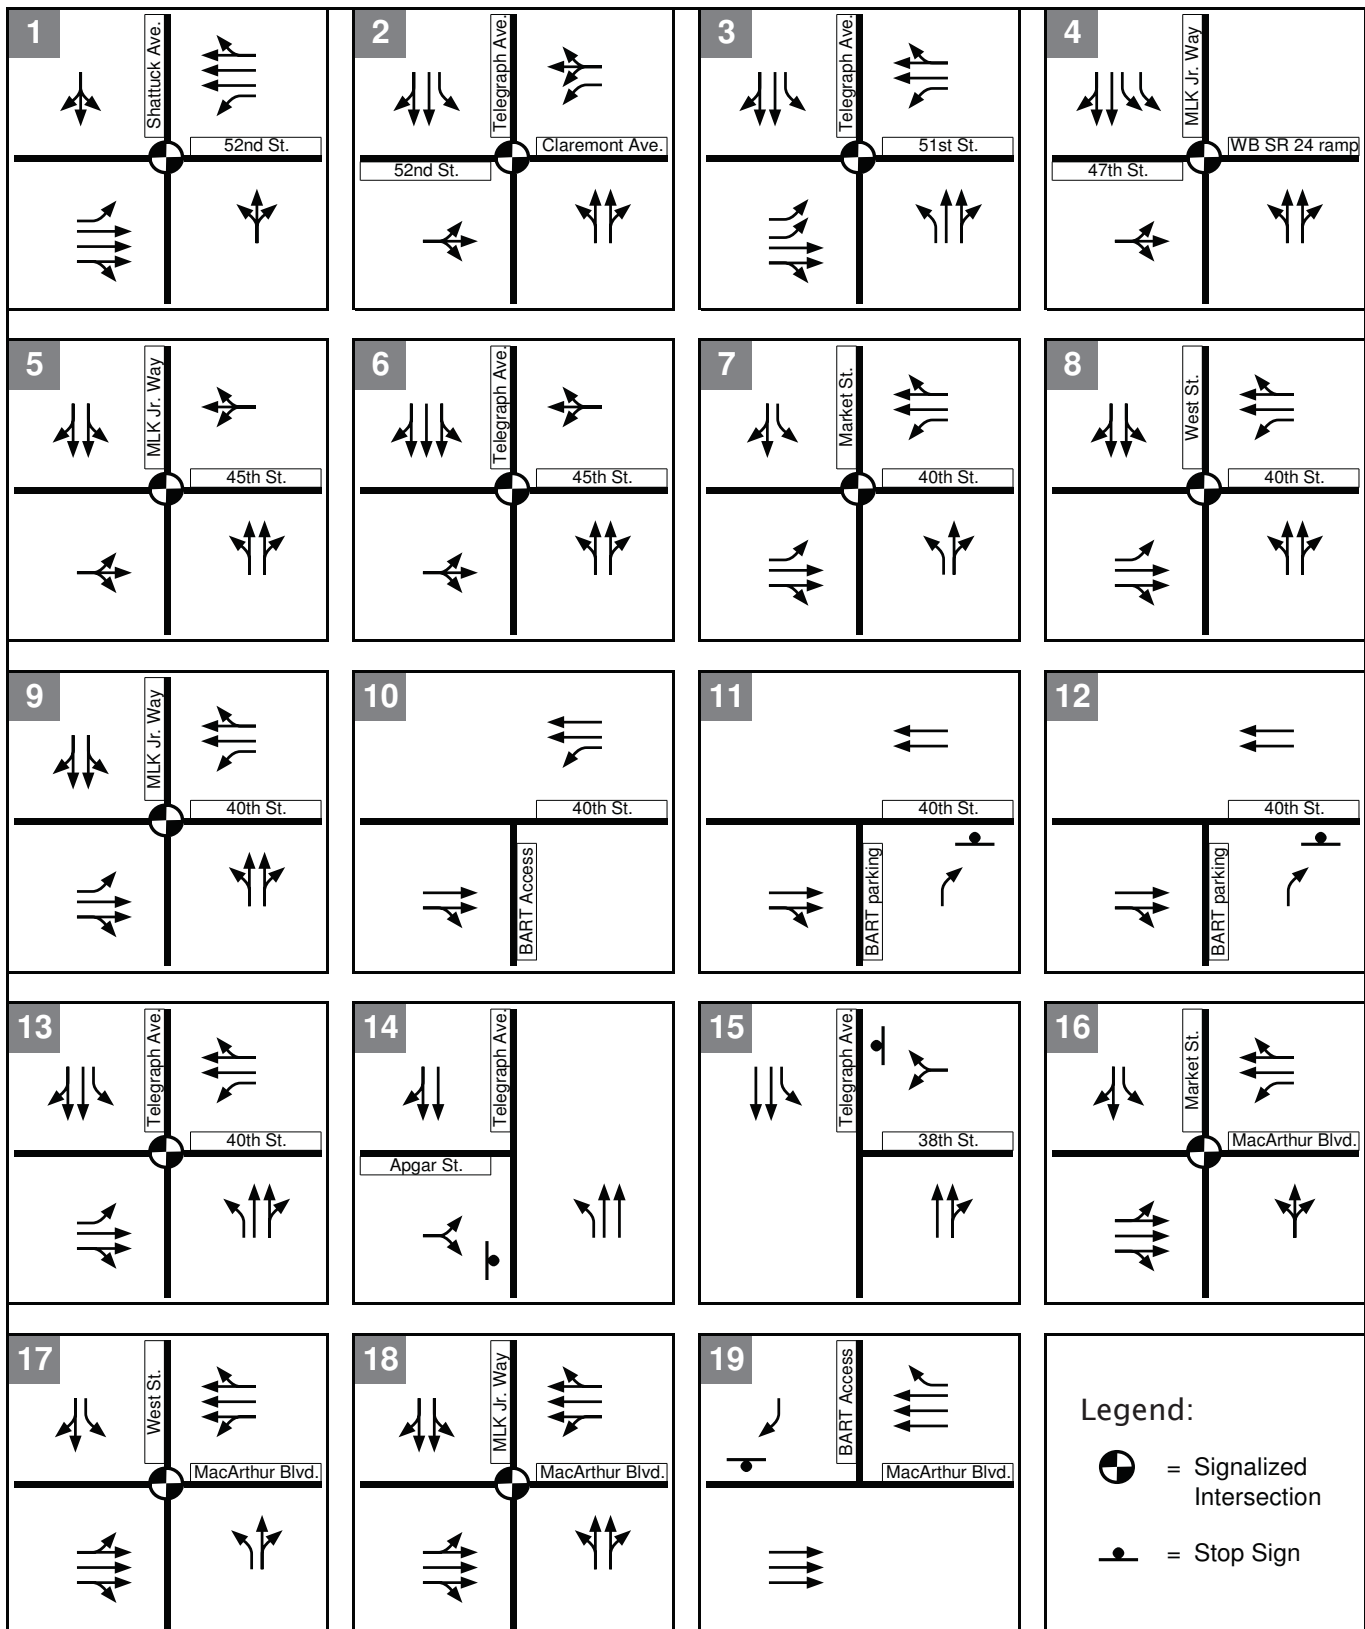 1
Shattuck Ave.
52nd St.
2
Telegraph Ave.
Claremont Ave.
52nd St.
3
Telegraph Ave.
51st St.
4
MLK Jr. Way
WB SR 24 ramp
47th St.
5
MLK Jr. Way
45th St.
6
Telegraph Ave.
45th St.
7
Market St.
40th St.
8
West St.
40th St.
9
MLK Jr. Way
40th St.
10
40th St.
BART Access
11
40th St.
BART parking
12
40th St.
BART parking
13
Telegraph Ave.
40th St.
14
Telegraph Ave.
Apgar St.
15
Telegraph Ave.
38th St.
16
Market St.
MacArthur Blvd.
17
West St.
MacArthur Blvd.
18
MLK Jr. Way
MacArthur Blvd.
19
BART Access
MacArthur Blvd.
Legend:
= Signalized
Intersection
= Stop Sign